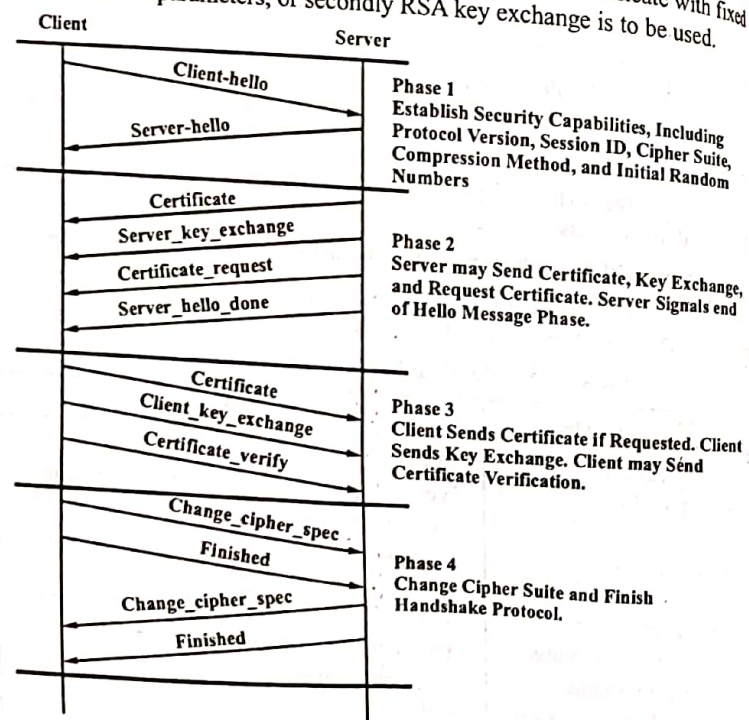 with fixed
parameters, or secondly RSA key exchange is to be used.
Client
Server
Client-hello
Server-hello
Phase 1
Establish Security Capabilities, Including
Protocol Version, Session ID, Cipher Suite,
Compression Method, and Initial Random
Numbers
Certificate
Server_key_exchange
Certificate_request
Server_hello_done
Phase 2
Server may Send Certificate, Key Exchange,
and Request Certificate. Server Signals end
of Hello Message Phase.
Certificate
Client_key_exchange
Certificate_verify
Phase 3
Client Sends Certificate if Requested. Client
Sends Key Exchange. Client may Send
Certificate Verification.
Change_cipher_spec
Finished
Change_cipher_spec
Finished
Phase 4
Change Cipher Suite and Finish
Handshake Protocol.